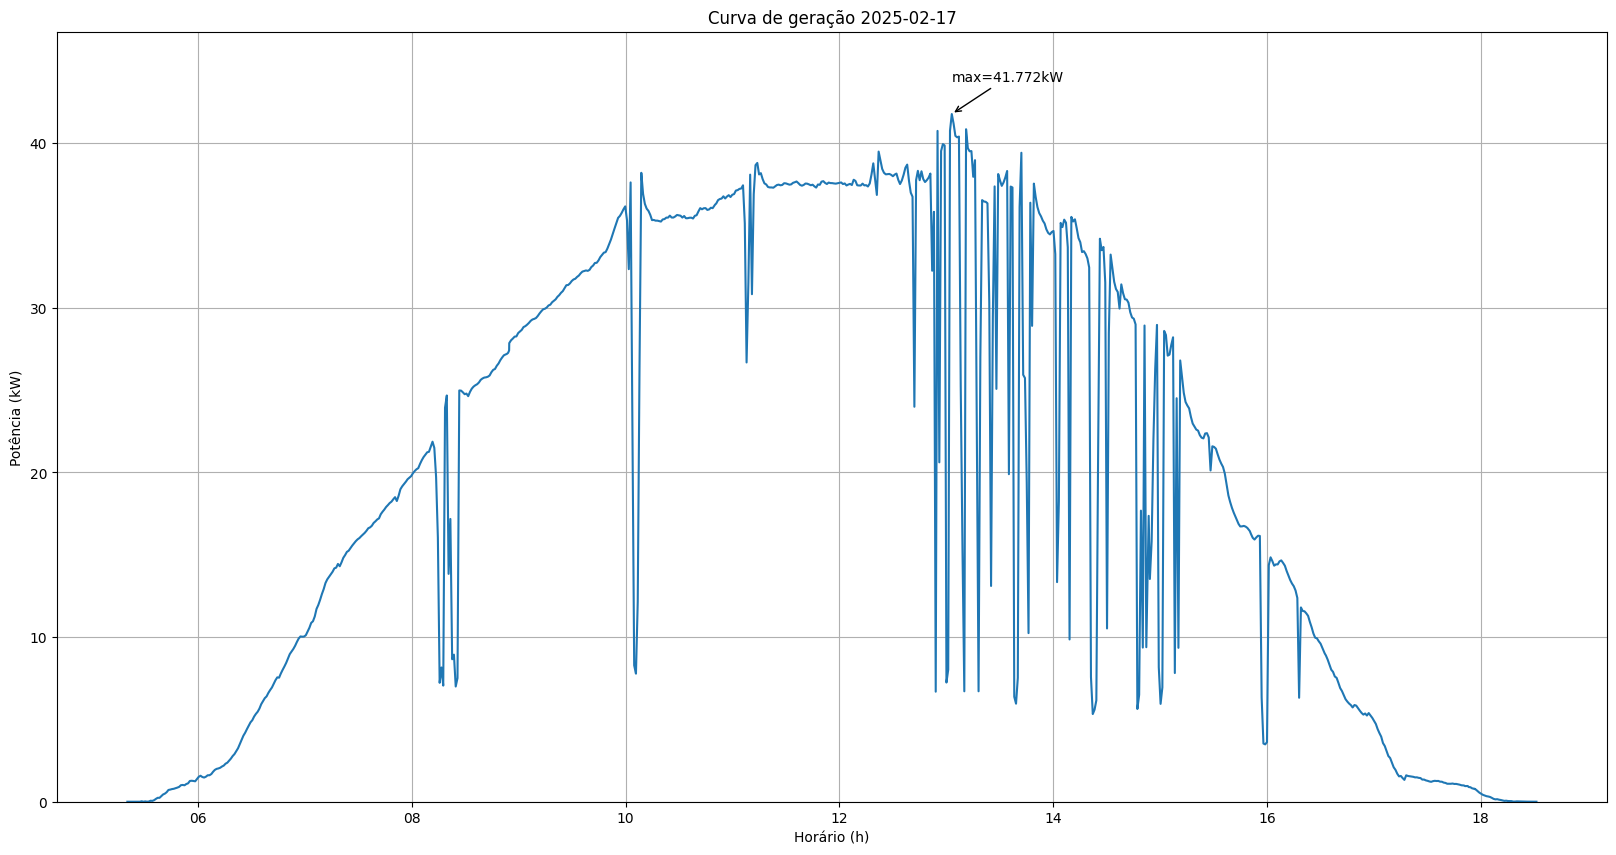 Curva de geração 2025-02-17
max=41.772kW
40
30
20
10
0
Potência (kW)
06 08 10 12 14 16 18
Horário (h)